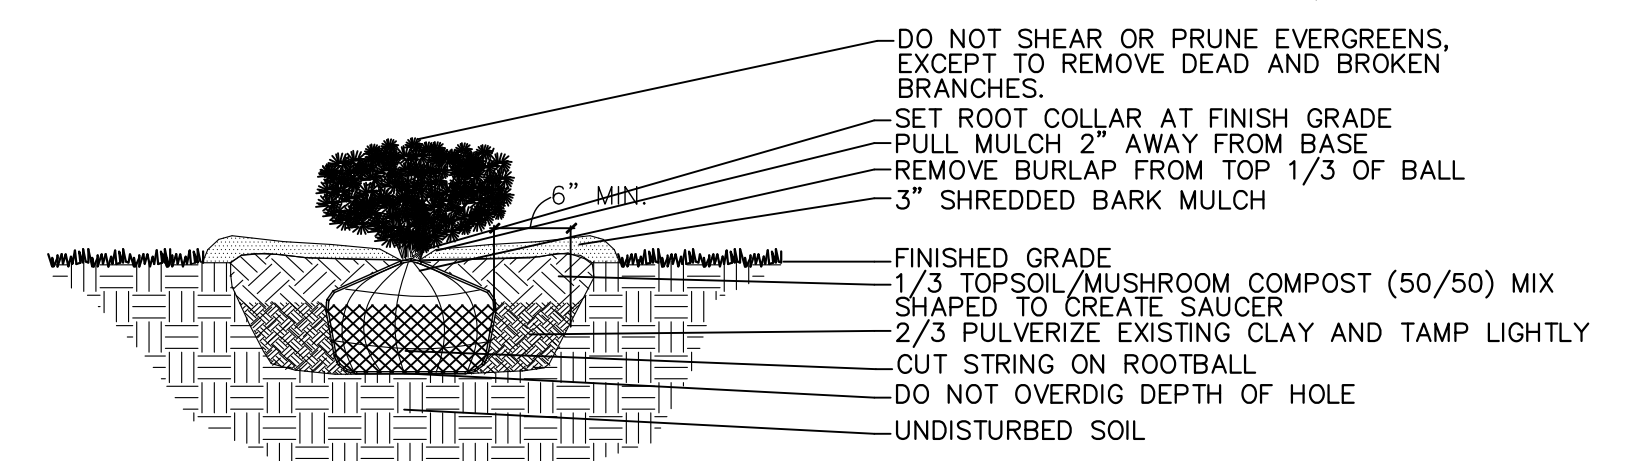 DO NOT SHEAR OR PRUNE EVERGREENS,
EXCEPT TO REMOVE DEAD AND BROKEN
BRANCHES.
SET ROOT COLLAR AT FINISH GRADE
PULL MULCH 2” AWAY FROM BASE
REMOVE BURLAP FROM TOP 1/3 OF BALL
6” MIN.
3” SHREDDED BARK MULCH
FINISHED GRADE
1/3 TOPSOIL/MUSHROOM COMPOST (50/50) MIX
SHAPED TO CREATE SAUCER
2/3 PULVERIZE EXISTING CLAY AND TAMP LIGHTLY
CUT STRING ON ROOTBALL
DO NOT OVERDIG DEPTH OF HOLE
UNDISTURBED SOIL